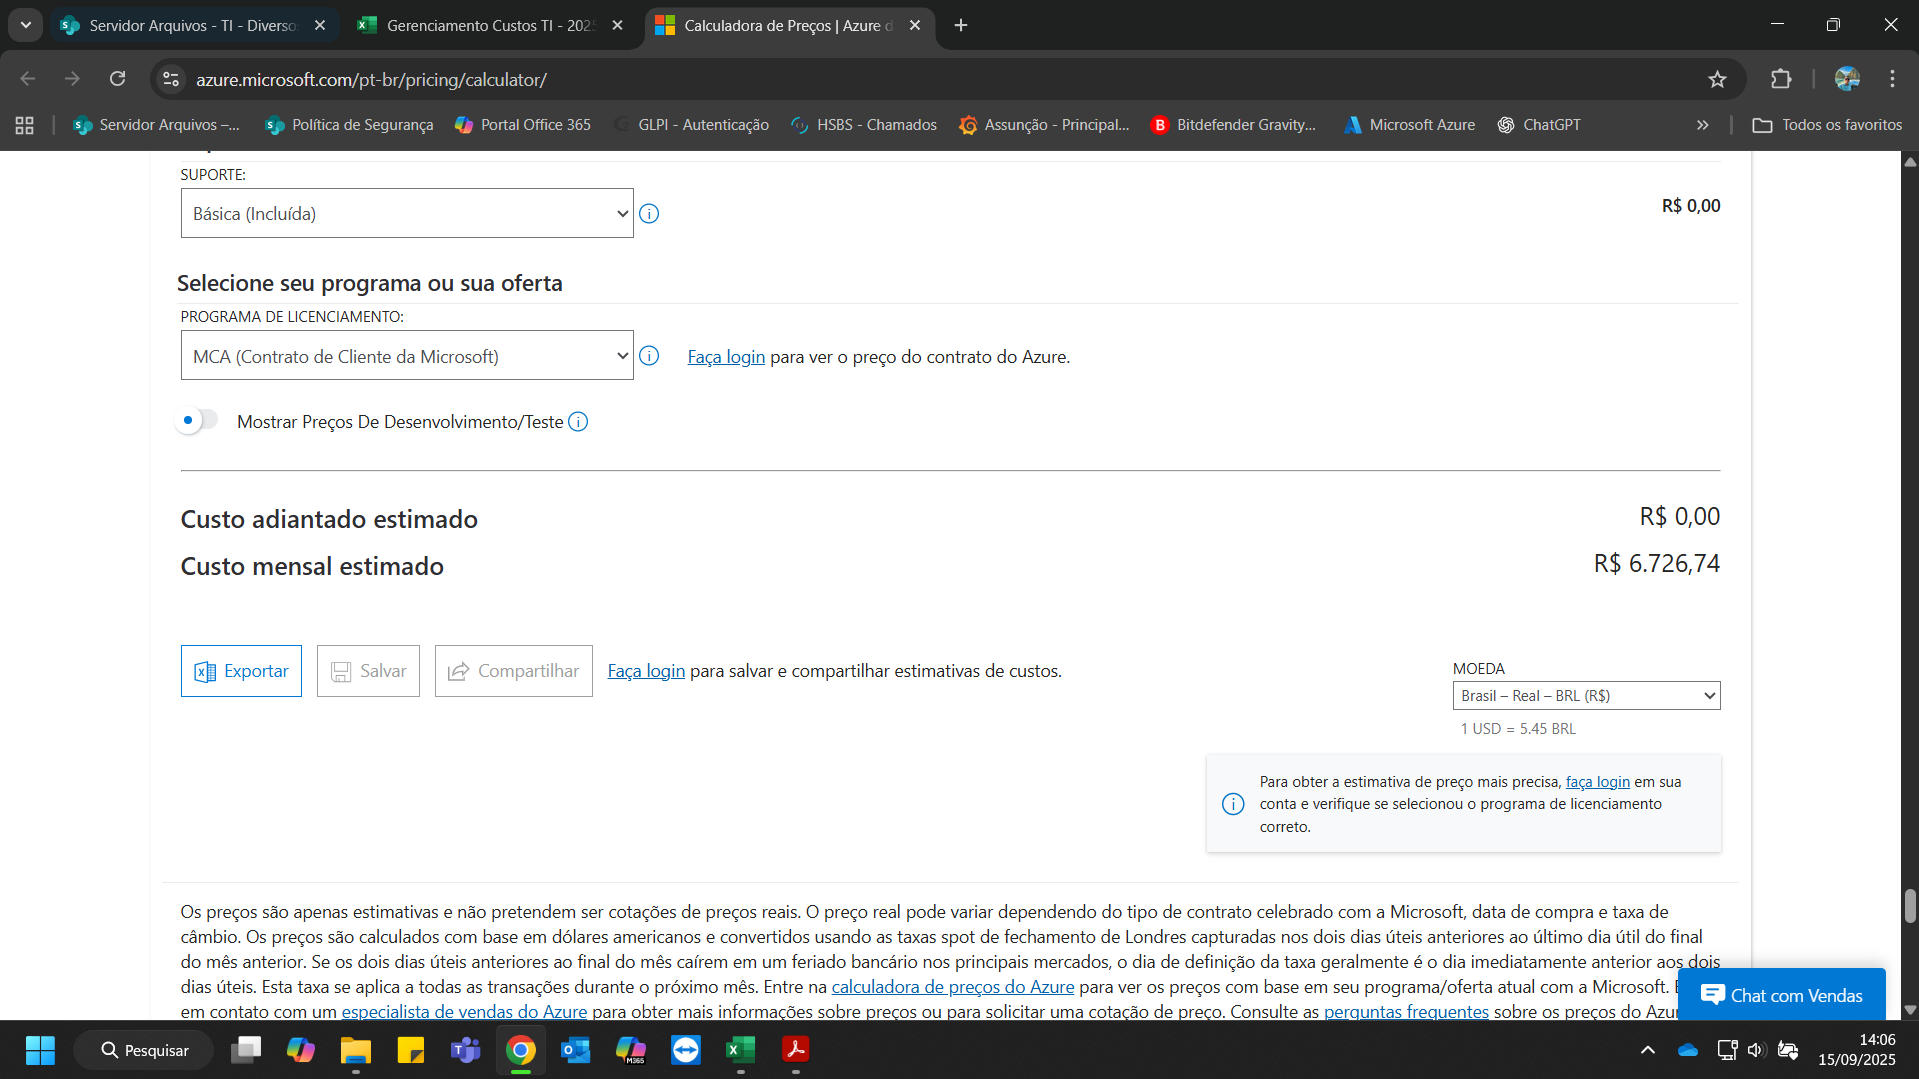 Servidor Arquivos - TI - Diverso
Gerenciamento Custos TI - 2025
Calculadora de Preços | Azure d
azure.microsoft.com/pt-br/pricing/calculator/
Servidor Arquivos –...
Política de Segurança
Portal Office 365
GLPI - Autenticação
HSBS - Chamados
Assunção - Principal...
Bitdefender Gravity...
Microsoft Azure
ChatGPT
Todos os favoritos
SUPORTE:
Básica (Incluída)
R$ 0,00
Selecione seu programa ou sua oferta
PROGRAMA DE LICENCIAMENTO:
MCA (Contrato de Cliente da Microsoft)
Faça login para ver o preço do contrato do Azure.
Mostrar Preços De Desenvolvimento/Teste
Custo adiantado estimado
R$ 0,00
Custo mensal estimado
R$ 6.726,74
Exportar
Salvar
Compartilhar
Faça login para salvar e compartilhar estimativas de custos.
MOEDA
Brasil – Real – BRL (R$)
1 USD = 5.45 BRL
Para obter a estimativa de preço mais precisa, faça login em sua
conta e verifique se selecionou o programa de licenciamento
correto.
Os preços são apenas estimativas e não pretendem ser cotações de preços reais. O preço real pode variar dependendo do tipo de contrato celebrado com a Microsoft, data de compra e taxa de
câmbio. Os preços são calculados com base em dólares americanos e convertidos usando as taxas spot de fechamento de Londres capturadas nos dois dias úteis anteriores ao último dia útil do final
do mês anterior. Se os dois dias úteis anteriores ao final do mês caírem em um feriado bancário nos principais mercados, o dia de definição da taxa geralmente é o dia imediatamente anterior aos dois
dias úteis. Esta taxa se aplica a todas as transações durante o próximo mês. Entre na calculadora de preços do Azure para ver os preços com base em seu programa/oferta atual com a Microsoft.
em contato com um especialista de vendas do Azure para obter mais informações sobre preços ou para solicitar uma cotação de preço. Consulte as perguntas frequentes sobre os preços do Azur
Chat com Vendas
Pesquisar
M365
14:06
15/09/2025